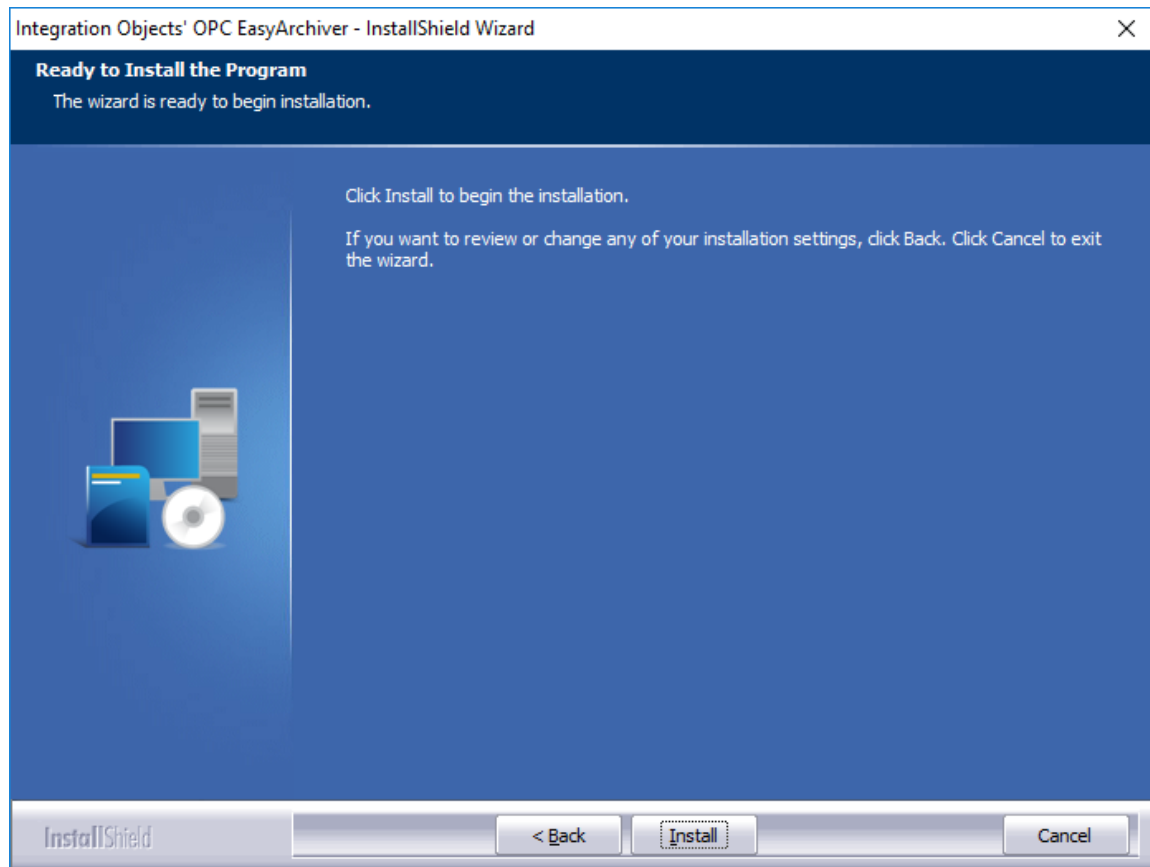 Integration Objects' OPC EasyArchiver - InstallShield Wizard
Ready to Install the Program
The wizard is ready to begin installation.
Click Install to begin the installation.
If you want to review or change any of your installation settings, click Back. Click Cancel to exit
the wizard.
InstallShield
< Back
Install
Cancel